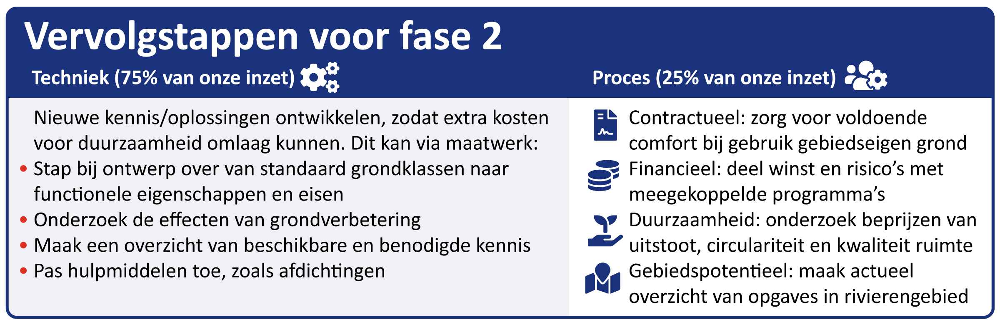 Vervolgstappen voor fase 2
Techniek (75% van onze inzet)
Nieuwe kennis/oplossingen ontwikkelen, zodat extra kosten
voor duurzaamheid omlaag kunnen. Dit kan via maatwerk:
• Stap bij ontwerp over van standaard grondklassen naar
functionele eigenschappen en eisen
• Onderzoek de effecten van grondverbetering
• Maak een overzicht van beschikbare en benodigde kennis
• Pas hulpmiddelen toe, zoals afdichtingen
Proces (25% van onze inzet)
Contractueel: zorg voor voldoende
comfort bij gebruik gebiedseigen grond
Financieel: deel winst en risico’s met
meegekoppelde programma’s
Duurzaamheid: onderzoek beprijzen van
uitstoot, circulariteit en kwaliteit ruimte
Gebiedspotentieel: maak actueel
overzicht van opgaves in rivierengebied